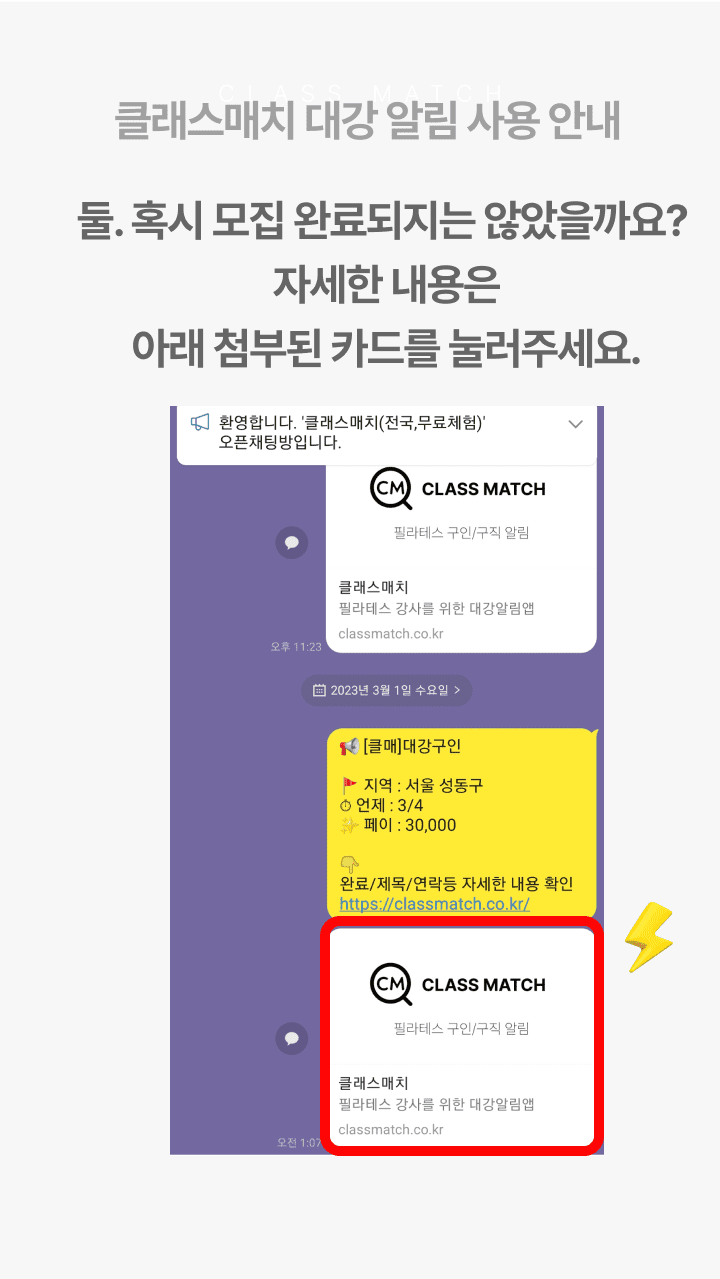 CLASS MATCH
클래스매치 대강 알림 사용 안내
둘. 혹시 모집 완료되지는 않았을까요?
자세한 내용은
아래 첨부된 카드를 눌러주세요.
환영합니다. '클래스매치(전국,무료체험)'
오픈채팅방입니다.
CM CLASS MATCH
필라테스 구인/구직 알림
클래스매치
필라테스 강사를 위한 대강알림앱
classmatch.co.kr
오후 11:23
2023년 3월 1일 수요일 >
[클매]대강구인
지역 : 서울 성동구
언제 : 3/4
페이 : 30,000
완료/제목/연락등 자세한 내용 확인
https://classmatch.co.kr/
CM CLASS MATCH
필라테스 구인/구직 알림
클래스매치
필라테스 강사를 위한 대강알림앱
classmatch.co.kr
오전 1:07